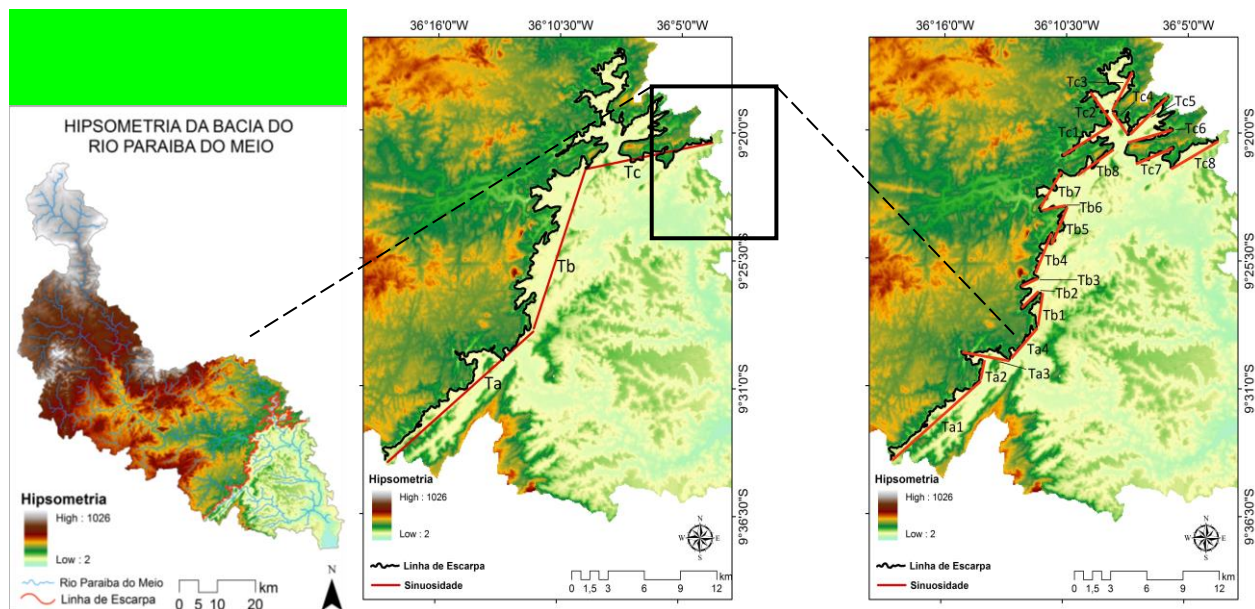 HIPSOMETRIA DA BACIA DO
RIO PARAIBA DO MEIO
Hipsometria
High : 1026
Low : 2
Rio Paraiba do Meio
Linha de Escarpa
km
0 5 10 20
N
36°16'0"W
36°10'30"W
36°5'0"W
9°20'0"S
9°25'30"S
9°31'0"S
9°36'30"S
Tc
Tb
Ta
Hipsometria
High : 1026
Low : 2
N
W E
S
Linha de Escarpa
Sinuosidade
km
0 1,5 3 6 9 12
36°16'0"W
36°10'30"W
36°5'0"W
9°20'0"S
9°25'30"S
9°31'0"S
9°36'30"S
Tc3
Tc4
Tc5
Tc2
Tc1
Tc6
Tc7
Tc8
Tb8
Tb7
Tb6
Tb5
Tb4
Tb3
Tb2
Tb1
Ta4
Ta3
Ta2
Ta1
Hipsometria
High : 1026
Low : 2
N
W E
S
Linha de Escarpa
Sinuosidade
km
0 1,5 3 6 9 12